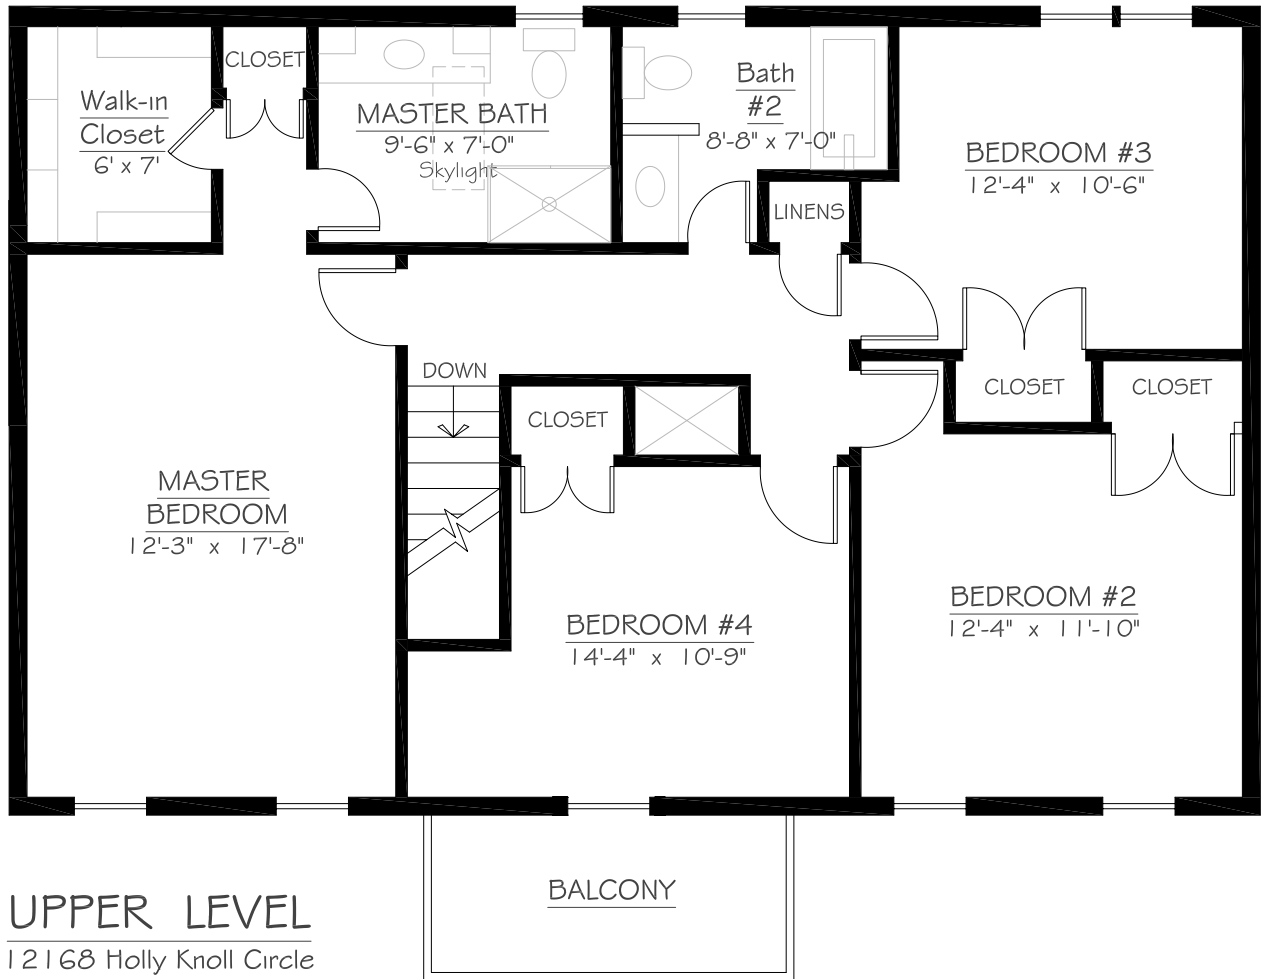 CLOSET
Walk-in
Closet
6' x 7'
MASTER BATH
9'-6" x 7'-0"
Skylight
Bath
#2
8'-8" x 7'-0"
BEDROOM #3
12'-4" x 10'-6"
LINENS
DOWN
CLOSET
CLOSET
CLOSET
MASTER
BEDROOM
12'-3" x 17'-8"
BEDROOM #4
14'-4" x 10'-9"
BEDROOM #2
12'-4" x 11'-10"
BALCONY
UPPER LEVEL
12168 Holly Knoll Circle